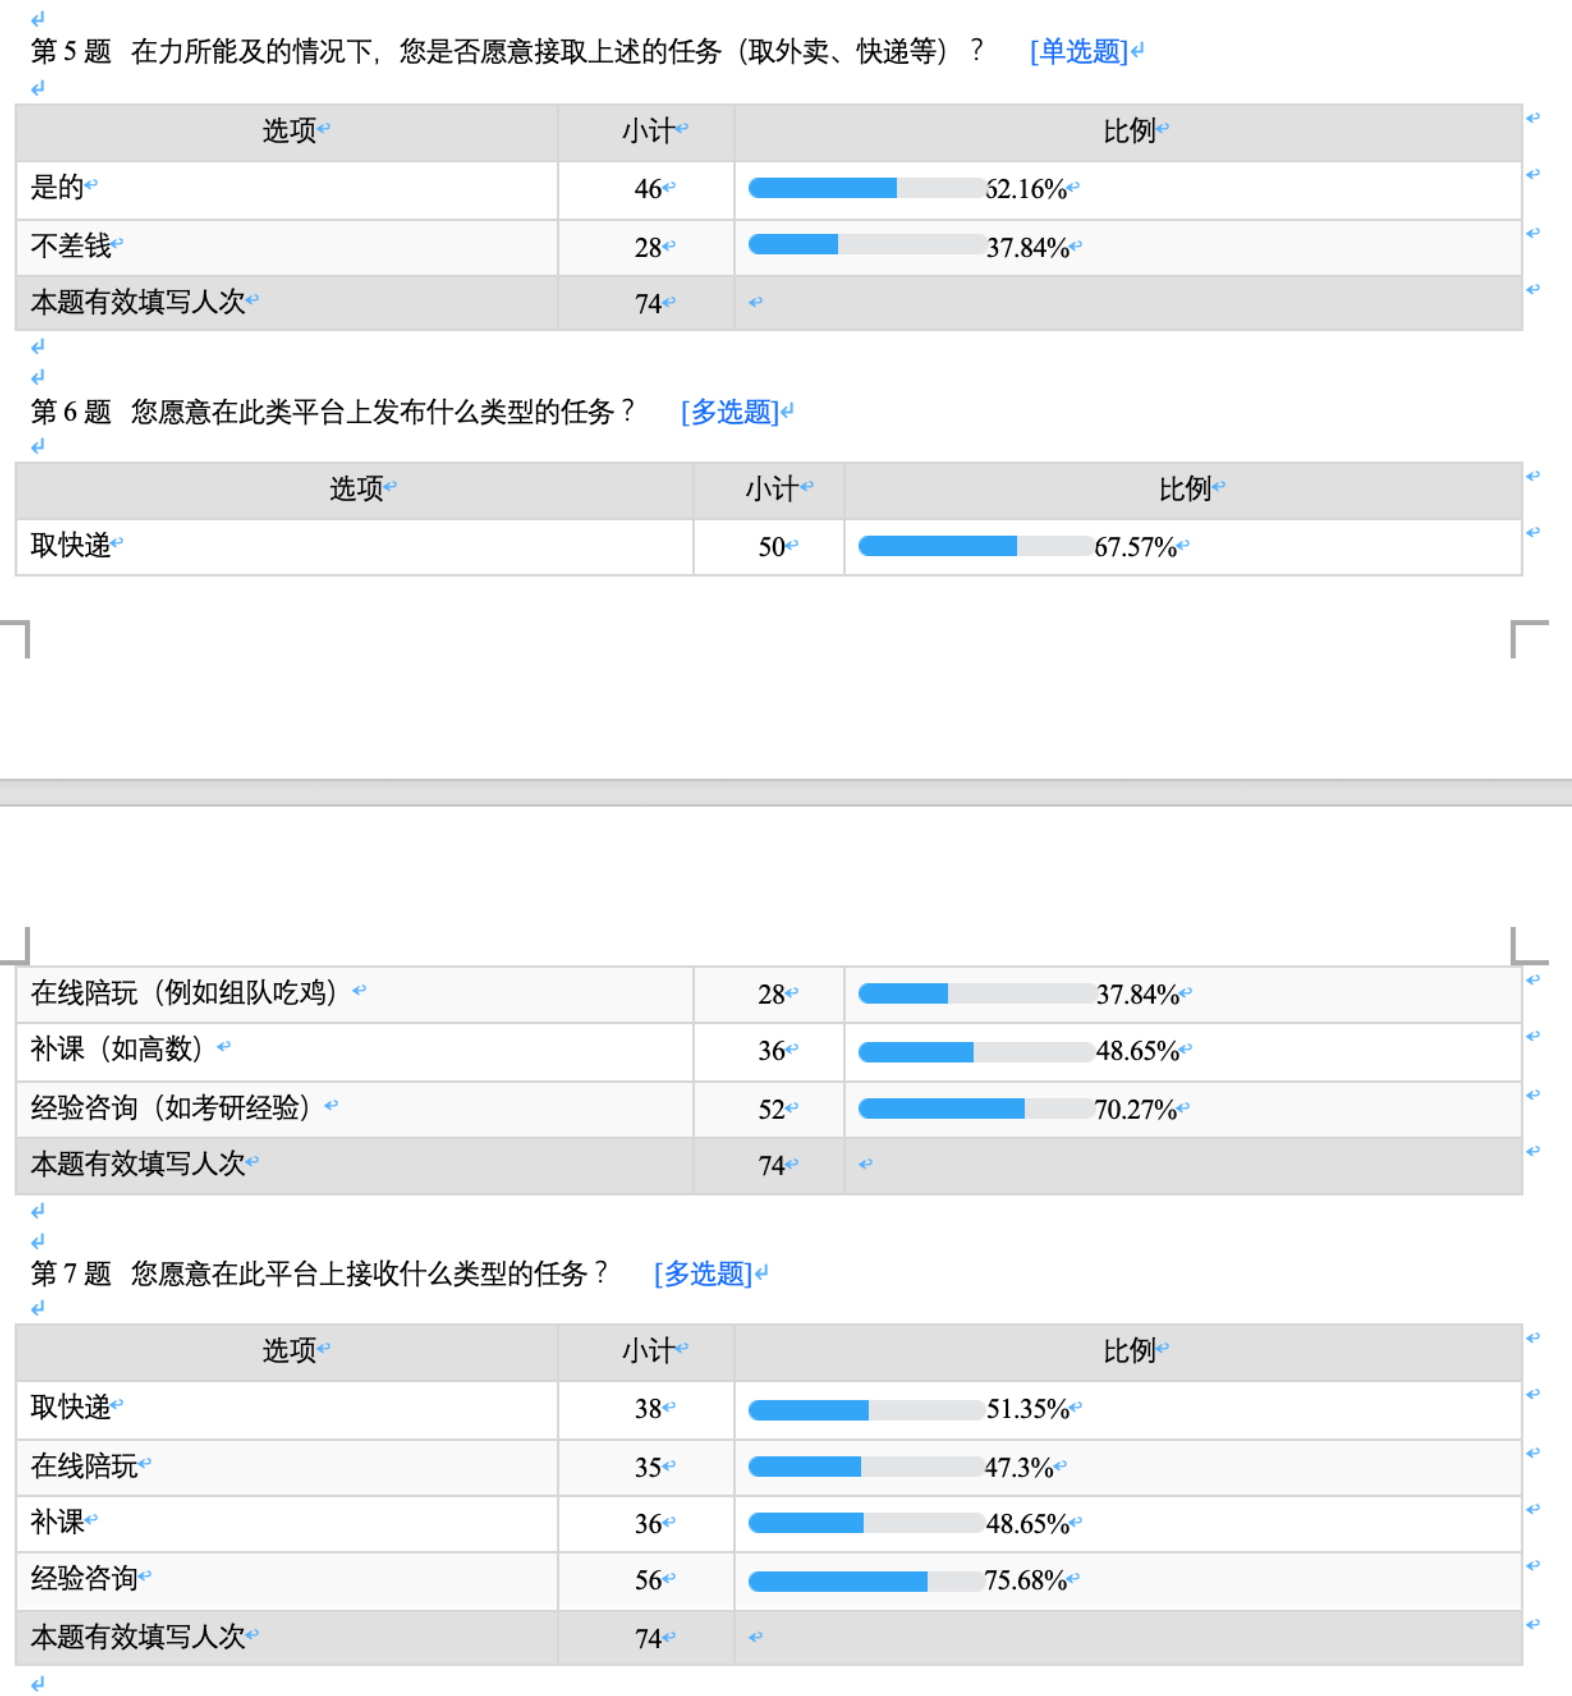 第 5 题 在力所能及的情况下，您是否愿意接取上述的任务（取外卖、快递等）？ [单选题]
选项 小计 比例
是的 46 62.16%
不差钱 28 37.84%
本题有效填写人次 74
第 6 题 您愿意在此类平台上发布什么类型的任务？ [多选题]
选项 小计 比例
取快递 50 67.57%
在线陪玩（例如组队吃鸡） 28 37.84%
补课（如高数） 36 48.65%
经验咨询（如考研经验） 52 70.27%
本题有效填写人次 74
第 7 题 您愿意在此平台上接收什么类型的任务？ [多选题]
选项 小计 比例
取快递 38 51.35%
在线陪玩 35 47.3%
补课 36 48.65%
经验咨询 56 75.68%
本题有效填写人次 74